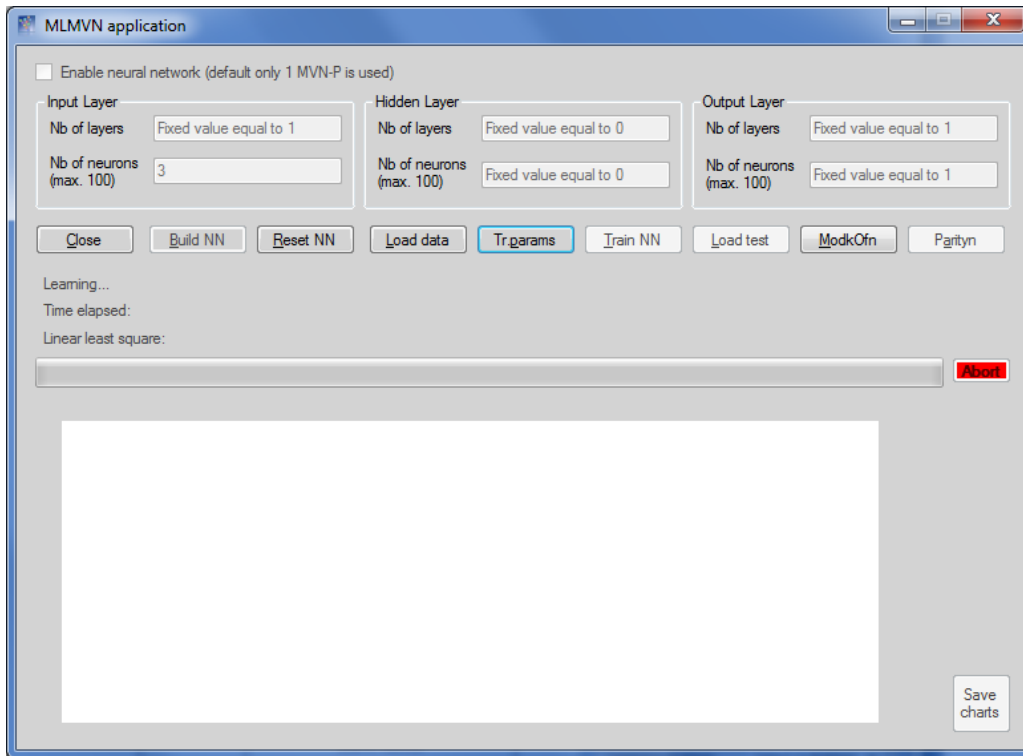 MLMVN application
Enable neural network (default only 1 MVN-P is used)
Input Layer
Nb of layers
Fixed value equal to 1
Nb of neurons
(max. 100)
3
Hidden Layer
Nb of layers
Fixed value equal to 0
Nb of neurons
(max. 100)
Fixed value equal to 0
Output Layer
Nb of layers
Fixed value equal to 1
Nb of neurons
(max. 100)
Fixed value equal to 1
Close
Build NN
Reset NN
Load data
Tr.params
Train NN
Load test
ModkOfn
Parityn
Learning...
Time elapsed:
Linear least square:
Abort
Save
charts